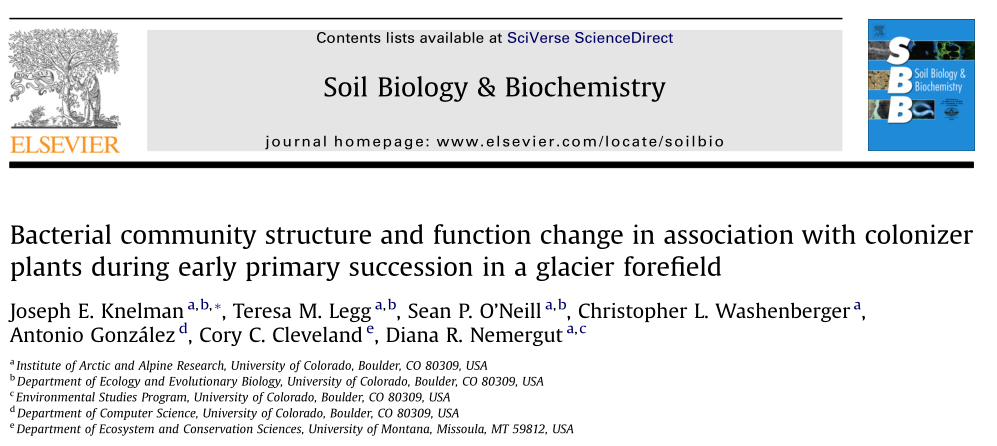 Contents lists available at SciVerse ScienceDirect
Soil Biology & Biochemistry
journal homepage: www.elsevier.com/locate/soilbio
ELSEVIER
SBB
Soil Biology &
Biochemistry
Bacterial community structure and function change in association with colonizer
plants during early primary succession in a glacier forefield
Joseph E. Knelman a,b,*, Teresa M. Legg a,b, Sean P. O'Neill a,b, Christopher L. Washenberger a,
Antonio González d, Cory C. Cleveland e, Diana R. Nemergut a,c
a Institute of Arctic and Alpine Research, University of Colorado, Boulder, CO 80309, USA
b Department of Ecology and Evolutionary Biology, University of Colorado, Boulder, CO 80309, USA
c Environmental Studies Program, University of Colorado, Boulder, CO 80309, USA
d Department of Computer Science, University of Colorado, Boulder, CO 80309, USA
e Department of Ecosystem and Conservation Sciences, University of Montana, Missoula, MT 59812, USA